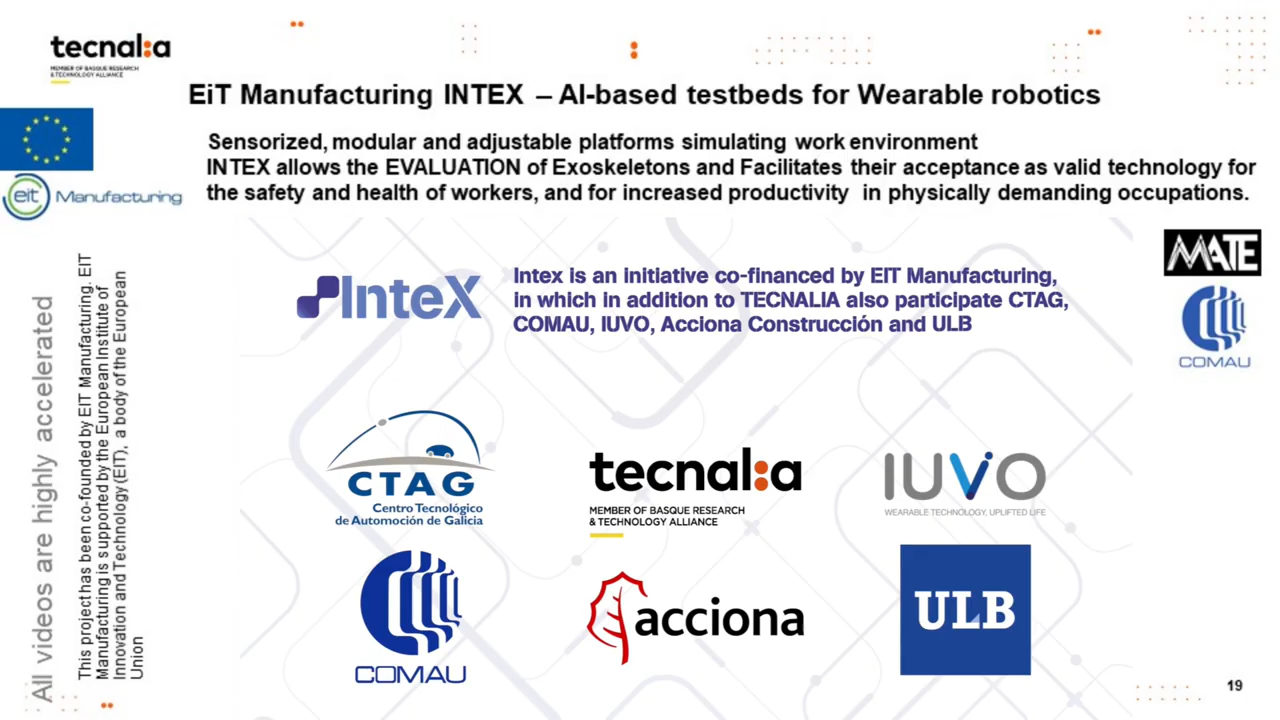 tecnal:a
MEMBER OF BASQUE RESEARCH
& TECHNOLOGY ALLIANCE
EiT Manufacturing INTEX – AI-based testbeds for Wearable robotics
Sensorized, modular and adjustable platforms simulating work environment
INTEX allows the EVALUATION of Exoskeletons and Facilitates their acceptance as valid technology for
the safety and health of workers, and for increased productivity in physically demanding occupations.
eit Manufacturing
All videos are highly accelerated
This project has been co-founded by EIT Manufacturing. EIT
Manufacturing is supported by the European Institute of
Innovation and Technology (EIT), a body of the European
Union
InteX
Intex is an initiative co-financed by EIT Manufacturing,
in which in addition to TECNALIA also participate CTAG,
COMAU, IUVO, Acciona Construcción and ULB
MATE
COMAU
CTAG
Centro Tecnológico
de Automoción de Galicia
tecnal:a
MEMBER OF BASQUE RESEARCH
& TECHNOLOGY ALLIANCE
IUVO
WEARABLE TECHNOLOGY, UPLIFTED LIFE
COMAU
acciona
ULB
19